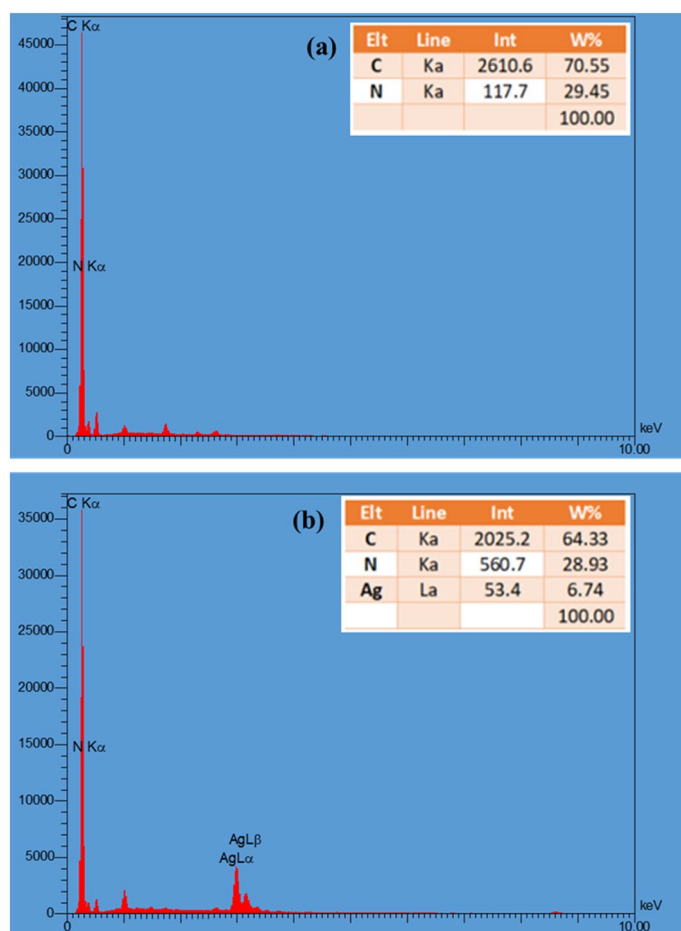 C Kα
(a)
Elt Line Int W%
C Ka 2610.6 70.55
N Ka 117.7 29.45
100.00
45000
40000
35000
30000
25000
20000
N Kα
15000
10000
5000
0
keV
0 10.00
C Kα
(b)
Elt Line Int W%
C Ka 2025.2 64.33
N Ka 560.7 28.93
Ag La 53.4 6.74
100.00
35000
30000
25000
20000
N Kα
15000
10000
AgLβ
AgLα
5000
0
keV
0 10.00